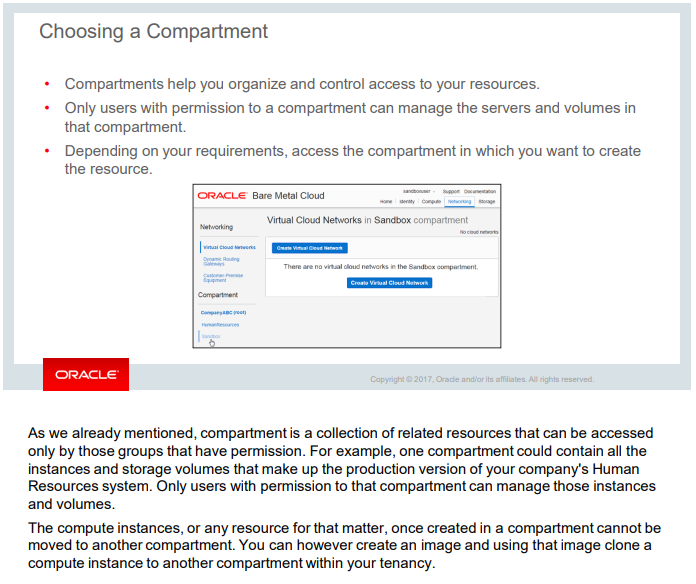 Choosing a Compartment
• Compartments help you organize and control access to your resources.
• Only users with permission to a compartment can manage the servers and volumes in
that compartment.
• Depending on your requirements, access the compartment in which you want to create
the resource.
ORACLE Bare Metal Cloud
sandboxuser Support Documentation
Home Identity Compute Networking Storage
Networking
Virtual Cloud Networks in Sandbox compartment
No cloud networks
Virtual Cloud Networks
Dynamic Routing
Gateways
Customer-Premise
Equipment
Create Virtual Cloud Network
There are no virtual cloud networks in the Sandbox compartment.
Create Virtual Cloud Network
Compartment
CompanyABC (root)
HumanResources
Sandbox
ORACLE
Copyright © 2017, Oracle and/or its affiliates. All rights reserved.
As we already mentioned, compartment is a collection of related resources that can be accessed
only by those groups that have permission. For example, one compartment could contain all the
instances and storage volumes that make up the production version of your company's Human
Resources system. Only users with permission to that compartment can manage those instances
and volumes.
The compute instances, or any resource for that matter, once created in a compartment cannot be
moved to another compartment. You can however create an image and using that image clone a
compute instance to another compartment within your tenancy.